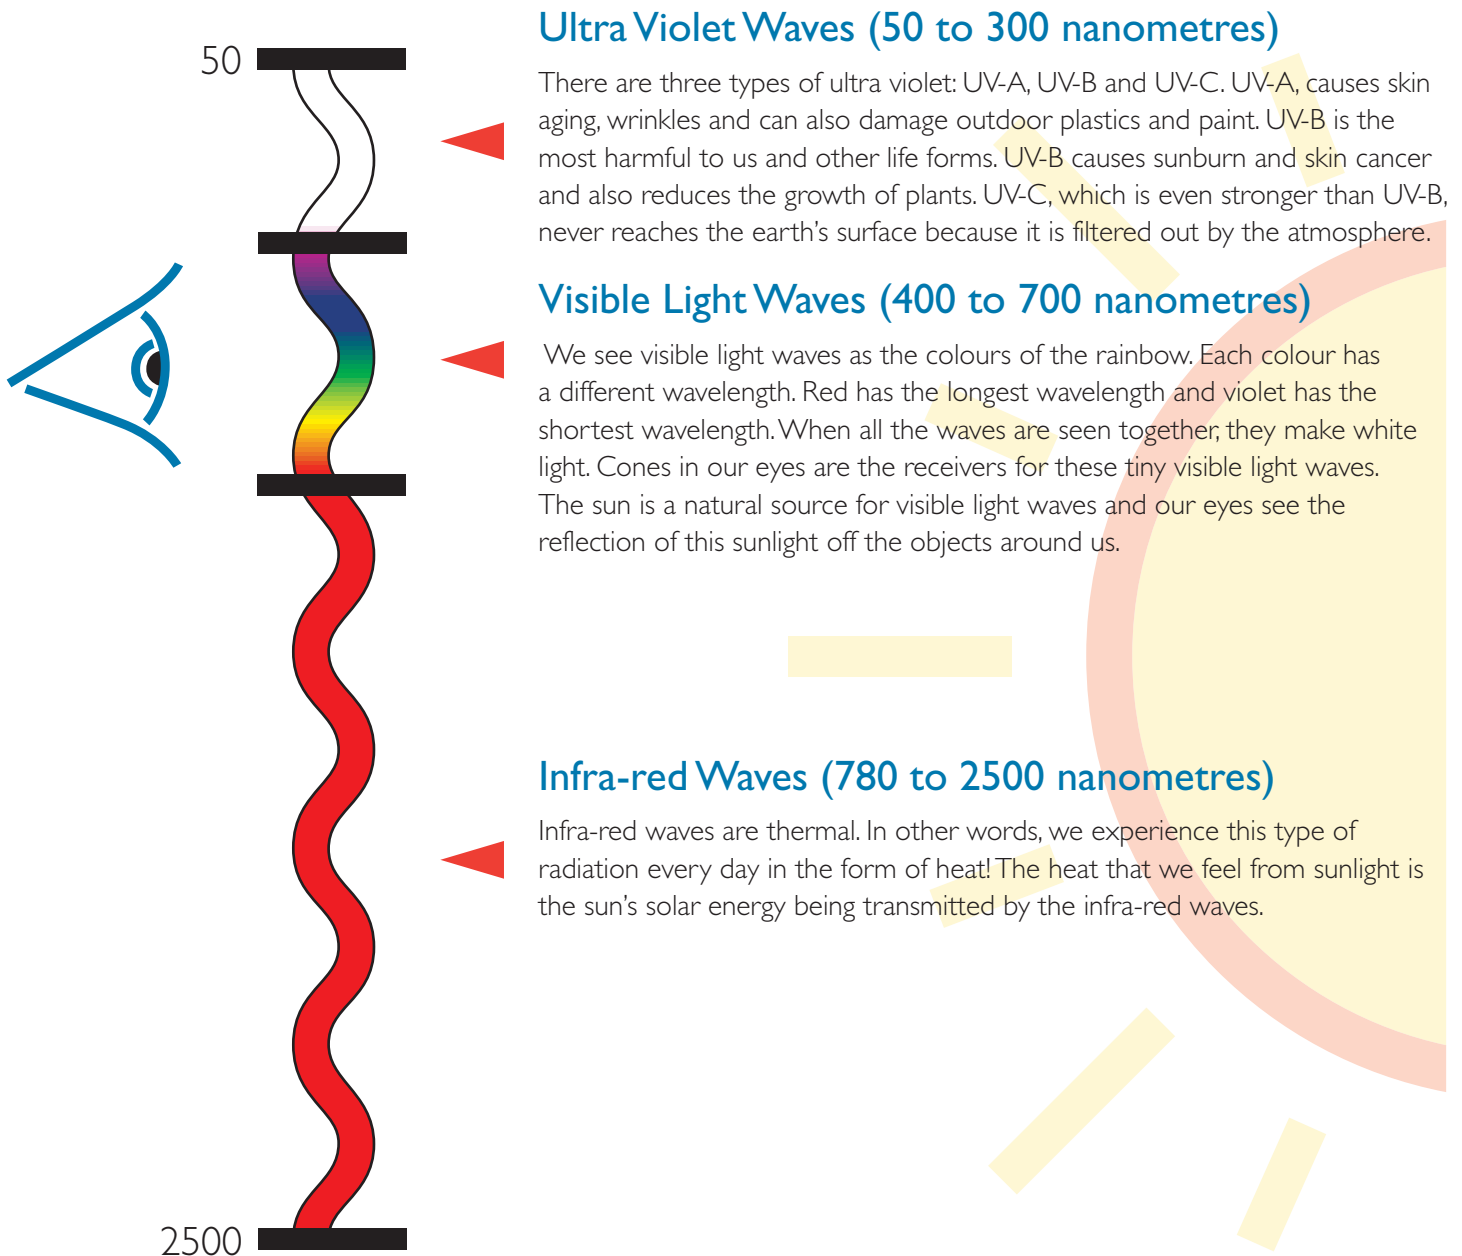 50
Ultra Violet Waves (50 to 300 nanometres)
There are three types of ultra violet: UV-A, UV-B and UV-C. UV-A, causes skin
aging, wrinkles and can also damage outdoor plastics and paint. UV-B is the
most harmful to us and other life forms. UV-B causes sunburn and skin cancer
and also reduces the growth of plants. UV-C, which is even stronger than UV-B,
never reaches the earth's surface because it is filtered out by the atmosphere.
Visible Light Waves (400 to 700 nanometres)
We see visible light waves as the colours of the rainbow. Each colour has
a different wavelength. Red has the longest wavelength and violet has the
shortest wavelength. When all the waves are seen together, they make white
light. Cones in our eyes are the receivers for these tiny visible light waves.
The sun is a natural source for visible light waves and our eyes see the
reflection of this sunlight off the objects around us.
Infra-red Waves (780 to 2500 nanometres)
Infra-red waves are thermal. In other words, we experience this type of
radiation every day in the form of heat! The heat that we feel from sunlight is
the sun's solar energy being transmitted by the infra-red waves.
2500